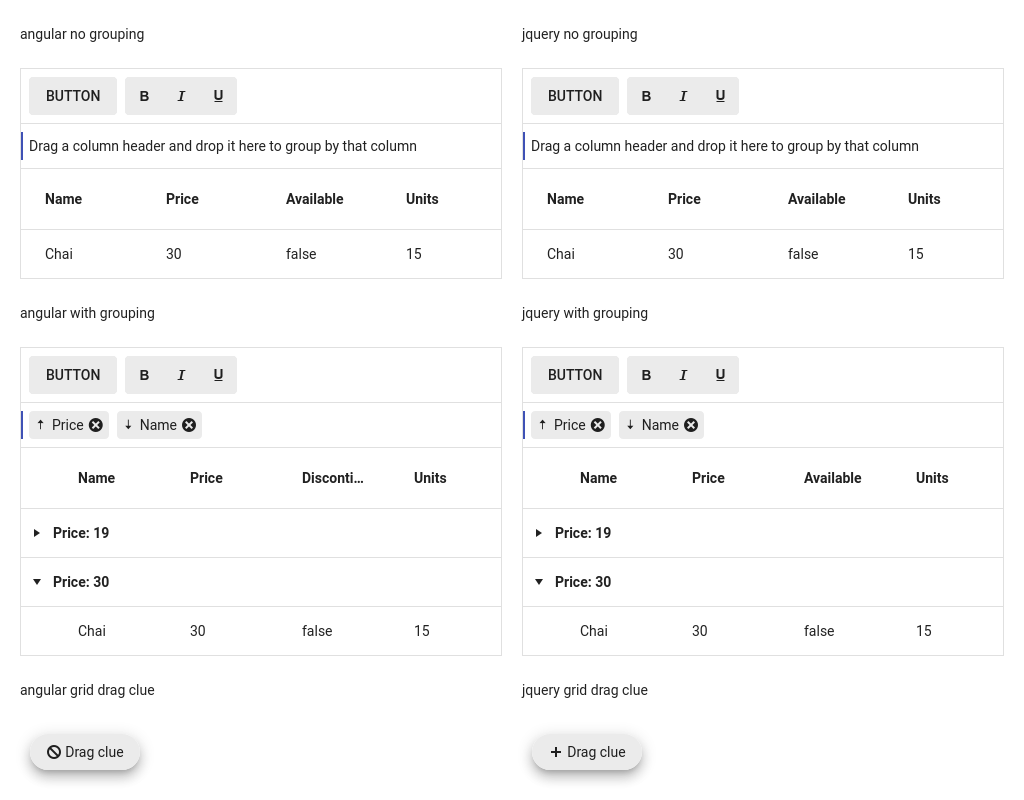 angular no grouping
BUTTON B I U
Drag a column header and drop it here to group by that column
Name Price Available Units
Chai 30 false 15
jquery no grouping
BUTTON B I U
Drag a column header and drop it here to group by that column
Name Price Available Units
Chai 30 false 15
angular with grouping
BUTTON B I U
Price Name
Name Price Disconti... Units
Price: 19
Price: 30
Chai 30 false 15
jquery with grouping
BUTTON B I U
Price Name
Name Price Available Units
Price: 19
Price: 30
Chai 30 false 15
angular grid drag clue
Drag clue
jquery grid drag clue
Drag clue